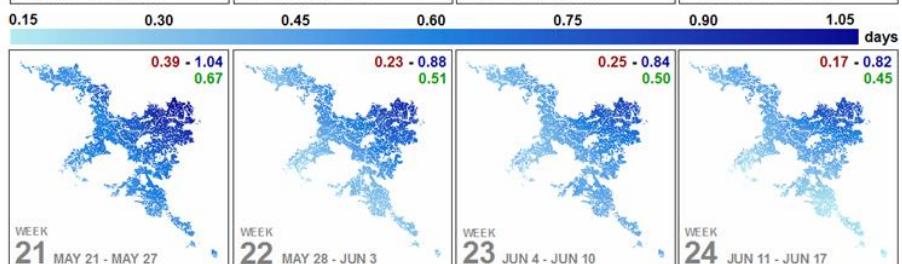 0.15 0.30 0.45 0.60 0.75 0.90 1.05
days
0.39 - 1.04
0.67
WEEK
21 MAY 21 - MAY 27
0.23 - 0.88
0.51
WEEK
22 MAY 28 - JUN 3
0.25 - 0.84
0.50
WEEK
23 JUN 4 - JUN 10
0.17 - 0.82
0.45
WEEK
24 JUN 11 - JUN 17